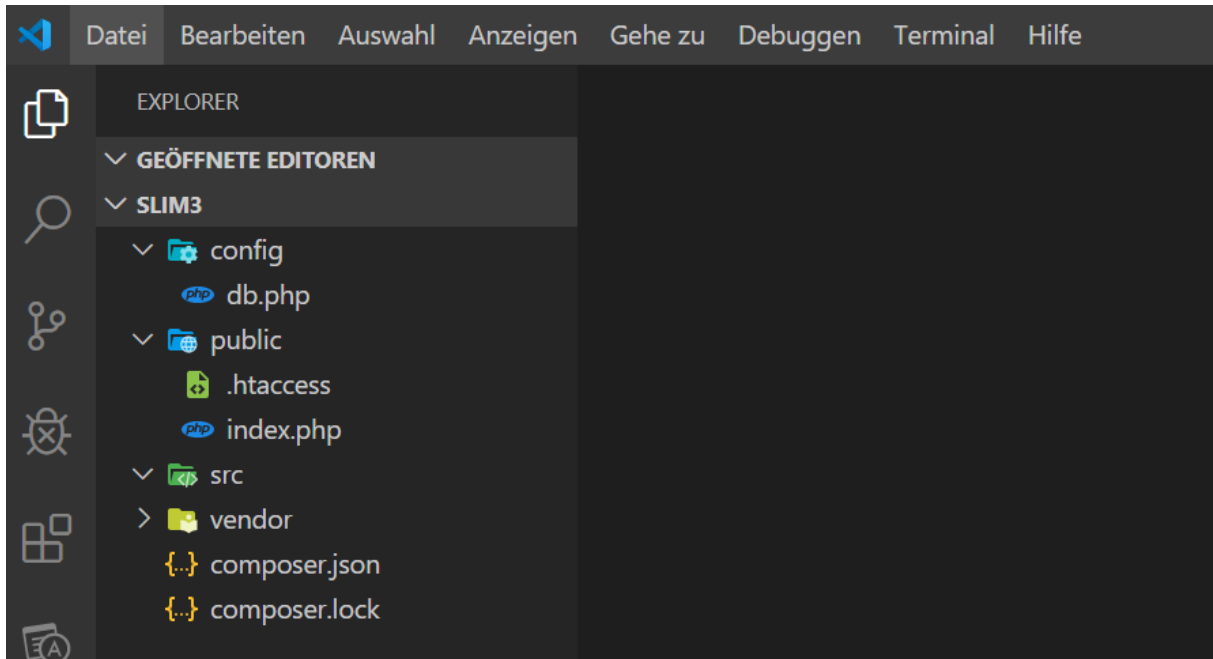 Datei Bearbeiten Auswahl Anzeigen Gehe zu Debuggen Terminal Hilfe
EXPLORER
GEÖFFNETE EDITOREN
SLIM3
config
php db.php
public
.htaccess
php index.php
src
vendor
{..} composer.json
{..} composer.lock